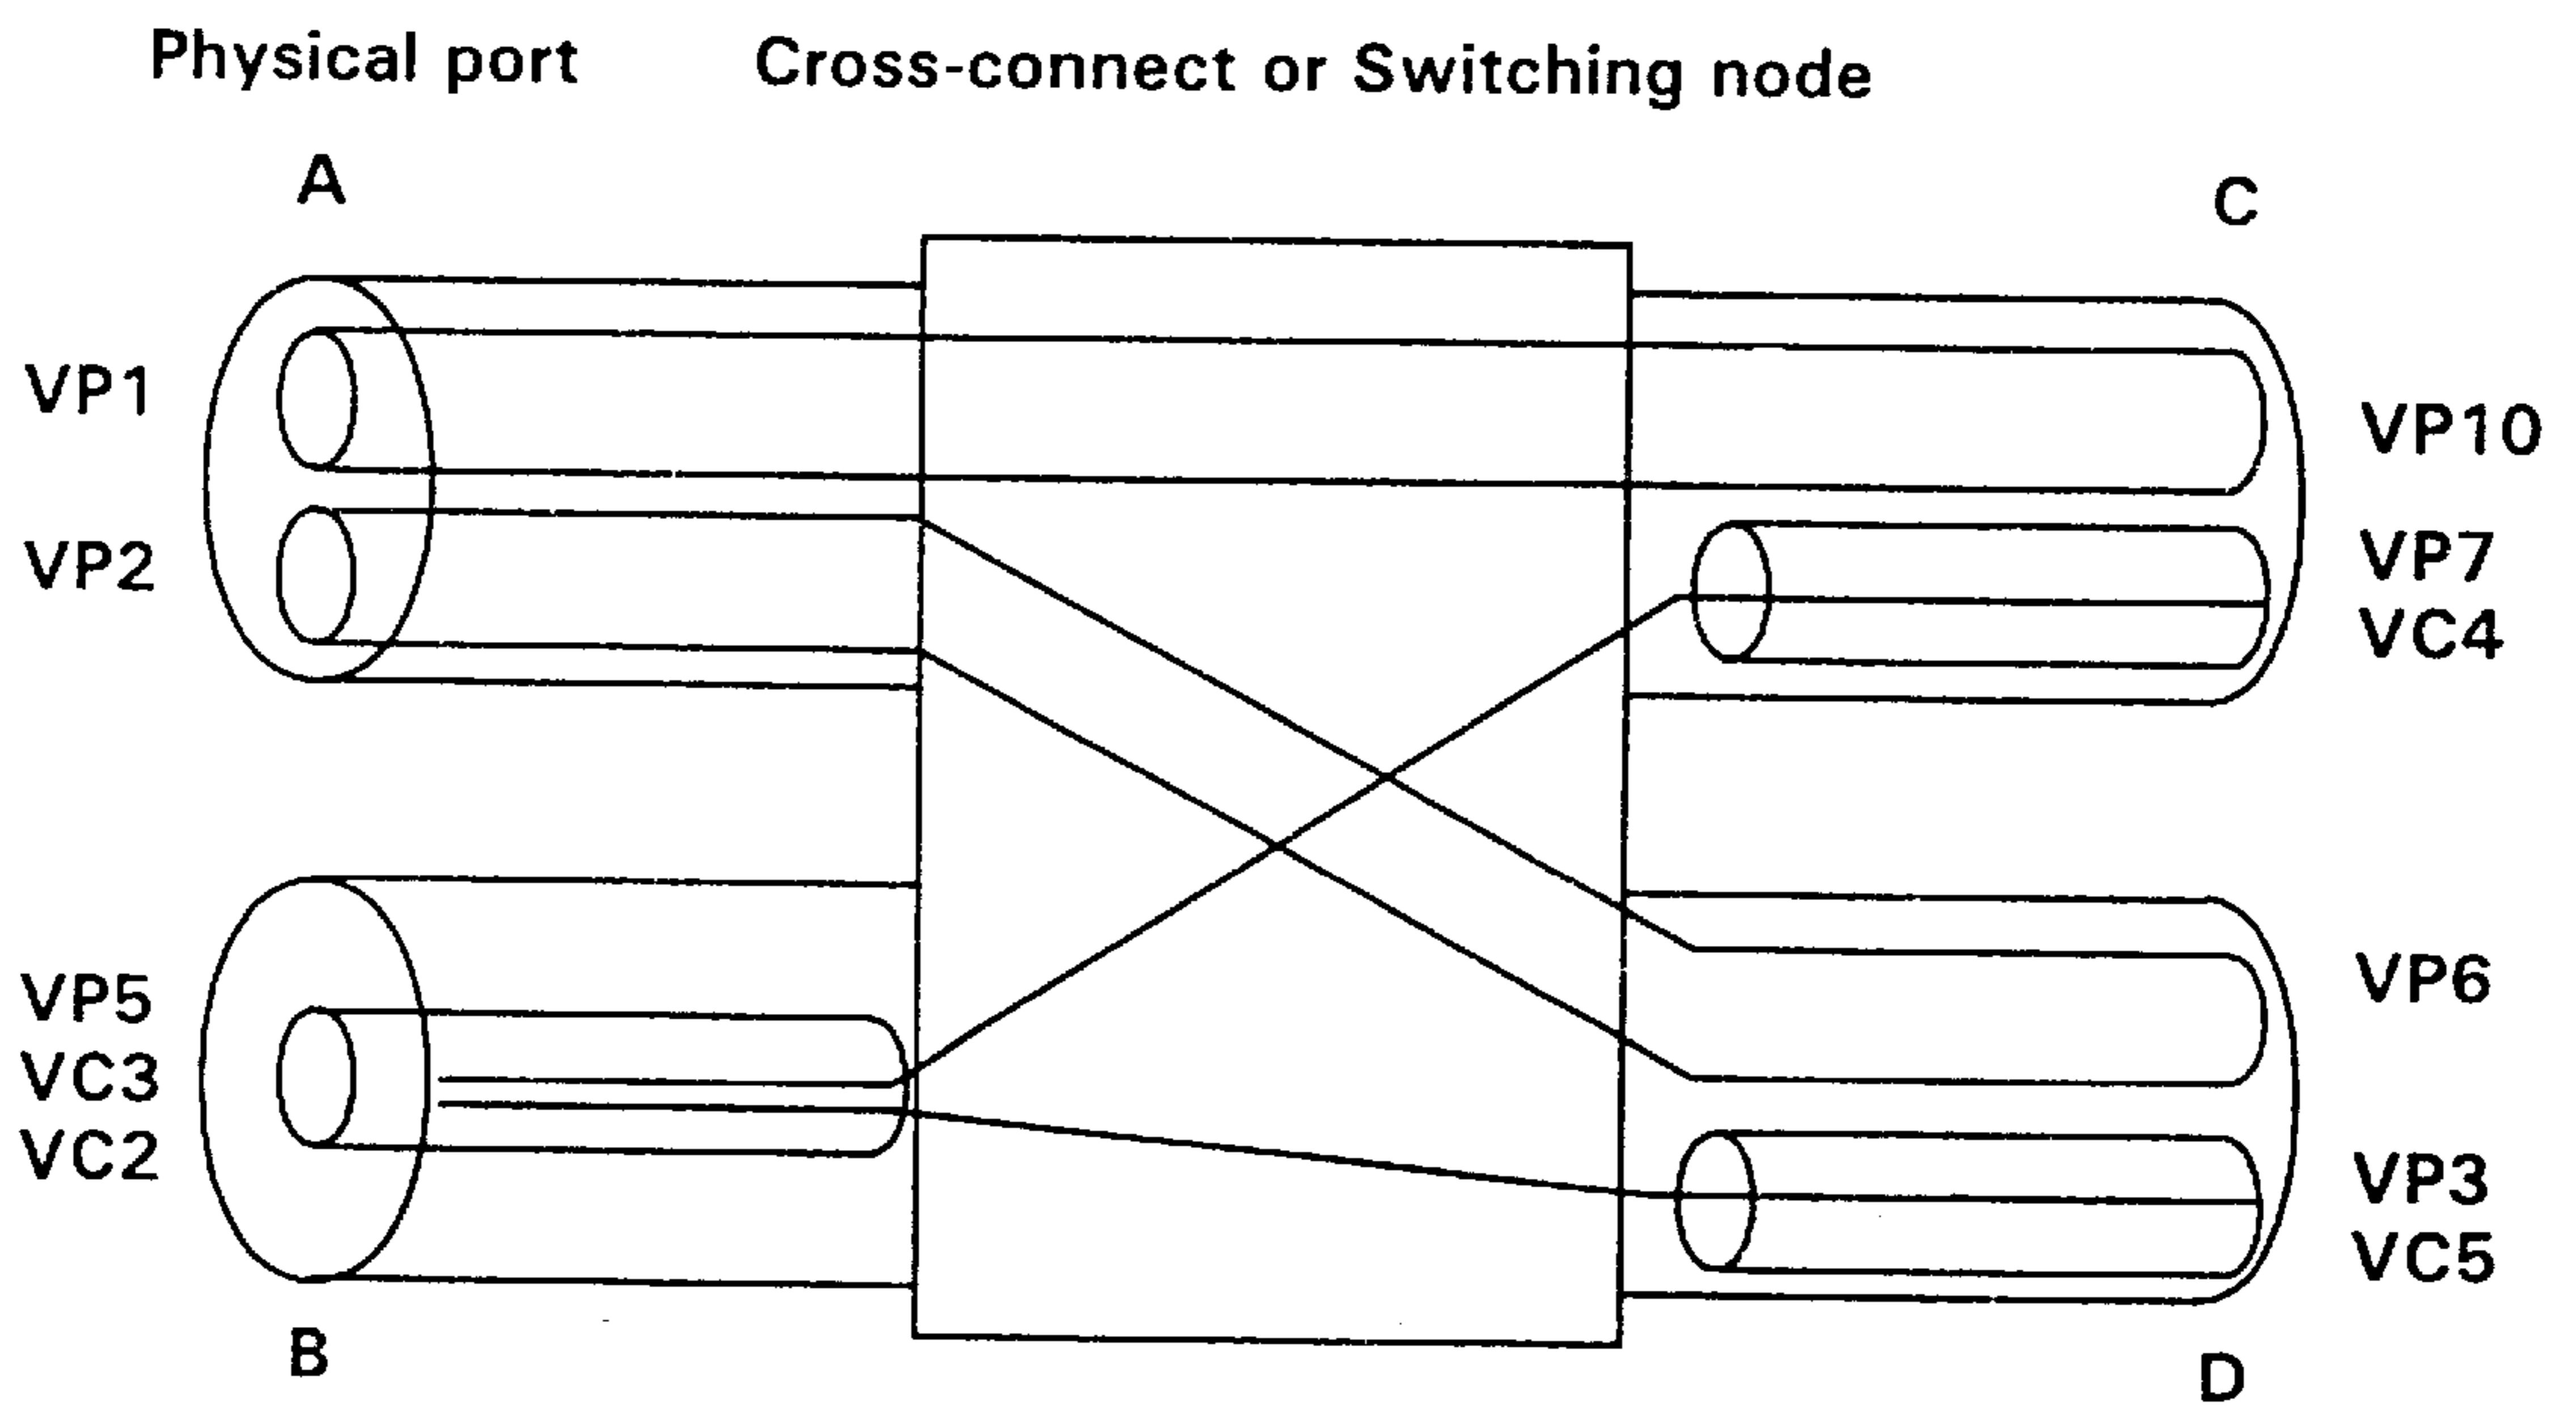 Physical port
Cross-connect or Switching node
A
C
VP1
VP2
VP10
VP7
VC4
VP5
VC3
VC2
VP6
VP3
VC5
B
D